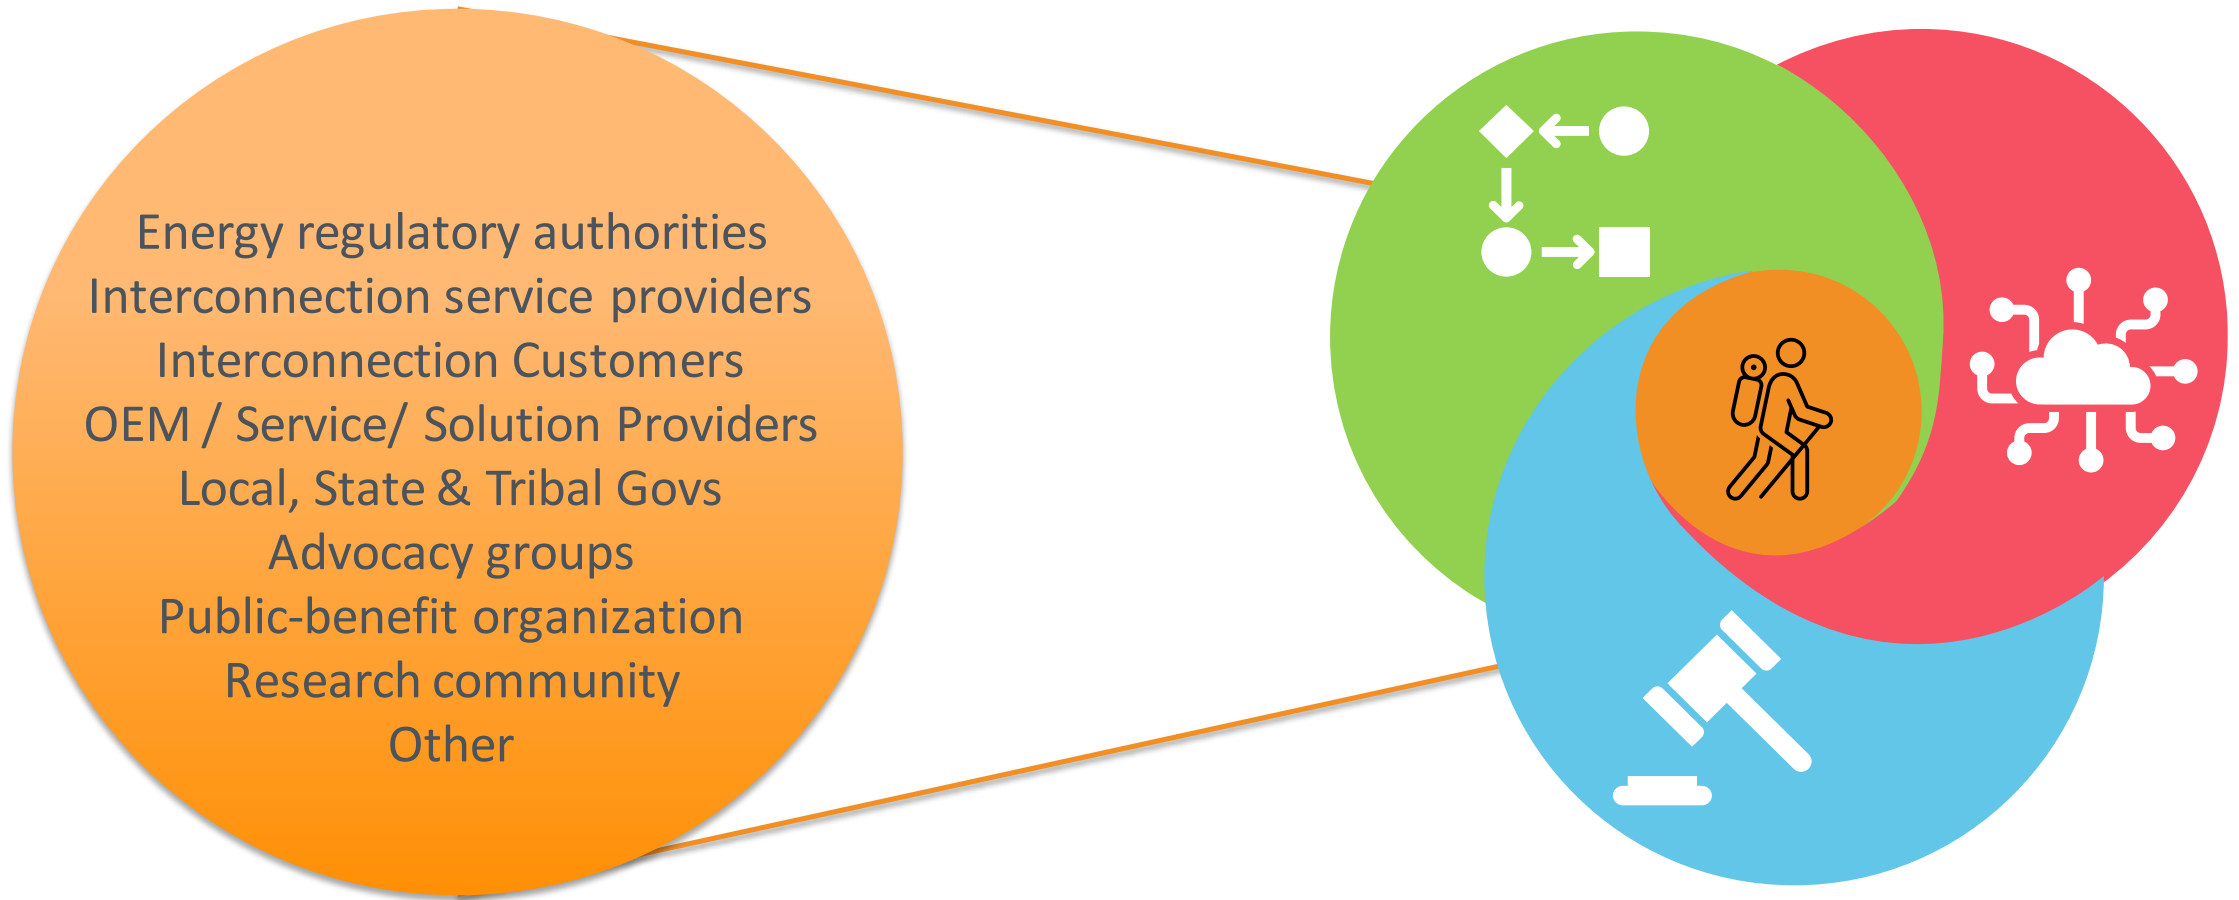 Energy regulatory authorities
Interconnection service providers
Interconnection Customers
OEM / Service/ Solution Providers
Local, State & Tribal Govs
Advocacy groups
Public-benefit organization
Research community
Other